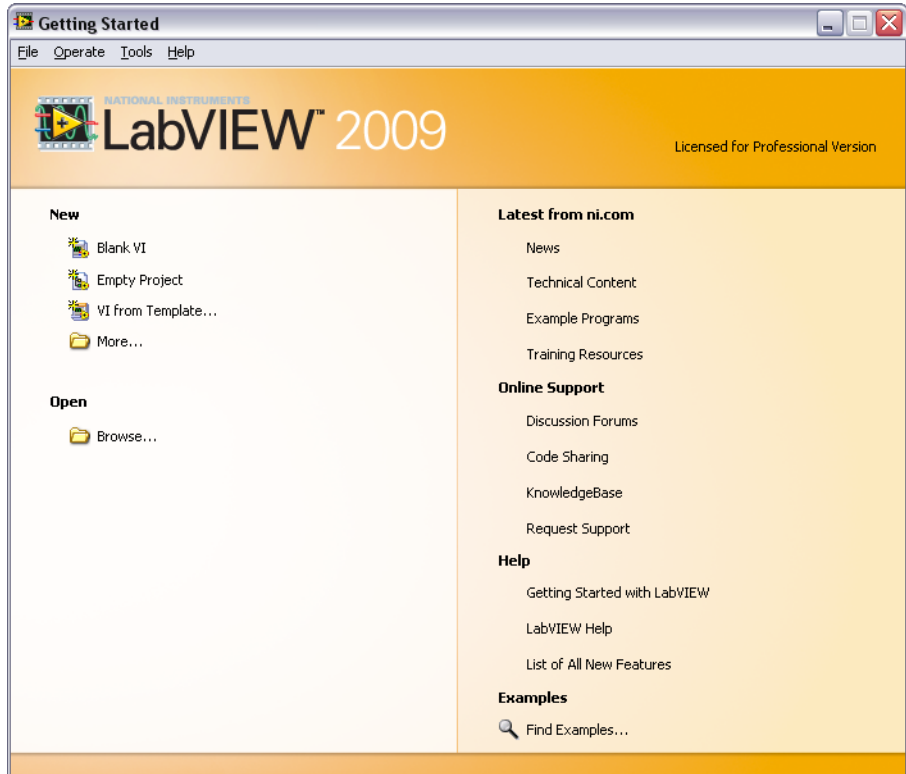 Getting Started
File Operate Tools Help
NATIONAL INSTRUMENTS
LabVIEW™ 2009
Licensed for Professional Version
New
Blank VI
Empty Project
VI from Template...
More...
Open
Browse...
Latest from ni.com
News
Technical Content
Example Programs
Training Resources
Online Support
Discussion Forums
Code Sharing
KnowledgeBase
Request Support
Help
Getting Started with LabVIEW
LabVIEW Help
List of All New Features
Examples
Find Examples...